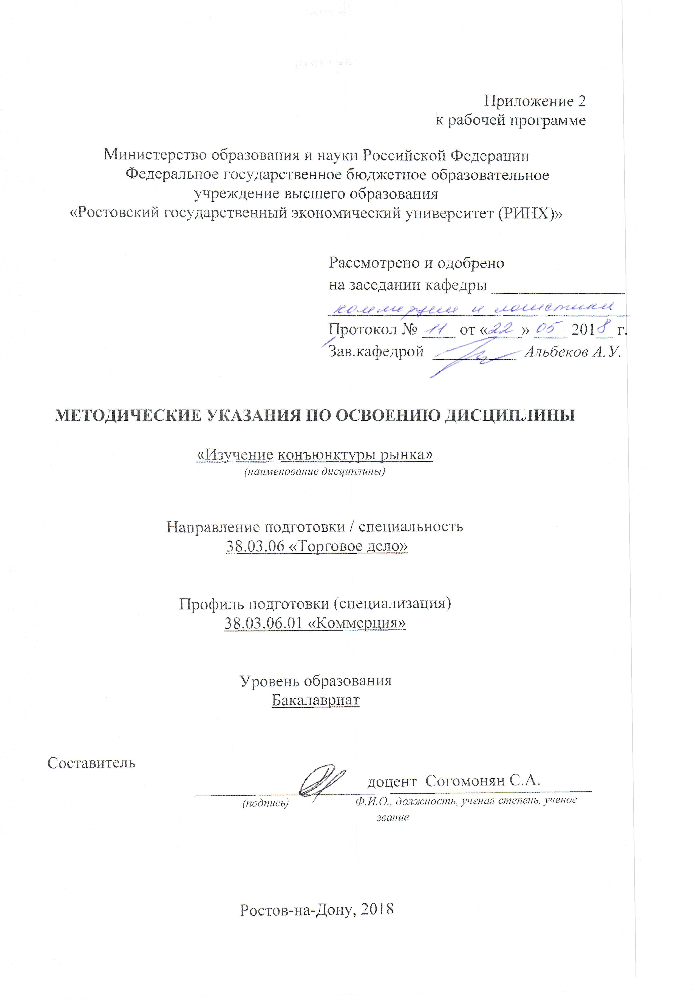 Приложение 2
к рабочей программе
Министерство образования и науки Российской Федерации
Федеральное государственное бюджетное образовательное
учреждение высшего образования
«Ростовский государственный экономический университет (РИНХ)»
Рассмотрено и одобрено
на заседании кафедры
коммерции и логистики
Протокол № 11 от «22» 05 2018 г.
Зав.кафедрой Альбеков А.У.
МЕТОДИЧЕСКИЕ УКАЗАНИЯ ПО ОСВОЕНИЮ ДИСЦИПЛИНЫ
«Изучение конъюнктуры рынка»
(наименование дисциплины)
Направление подготовки / специальность
38.03.06 «Торговое дело»
Профиль подготовки (специализация)
38.03.06.01 «Коммерция»
Уровень образования
Бакалавриат
Составитель
доцент Согомонян С.А.
(подпись) Ф.И.О., должность, ученая степень, ученое
звание
Ростов-на-Дону, 2018